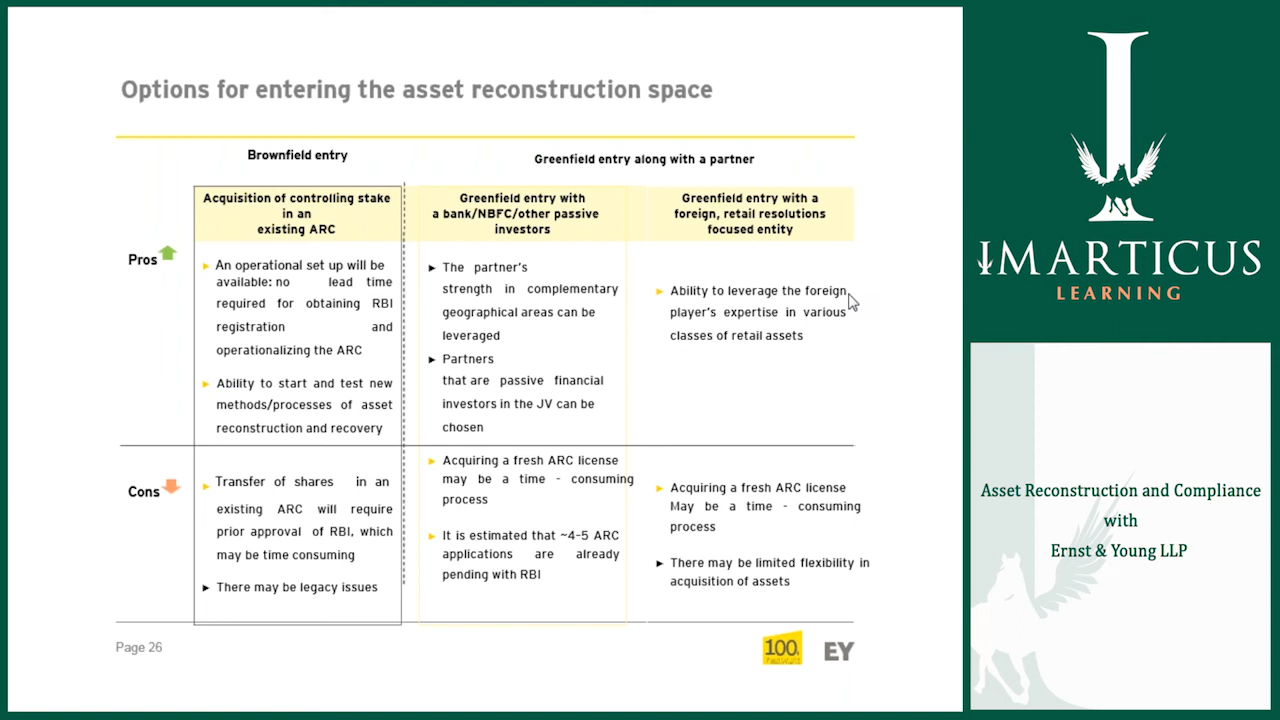 Options for entering the asset reconstruction space
Brownfield entry
Greenfield entry along with a partner
Acquisition of controlling stake
in an
existing ARC
Greenfield entry with
a bank/NBFC/other passive
investors
Greenfield entry with a
foreign, retail resolutions
focused entity
Pros
An operational set up will be
available: no lead time
required for obtaining RBI
registration and
operationalizing the ARC
Ability to start and test new
methods/processes of asset
reconstruction and recovery
The partner's
strength in complementary
geographical areas can be
leveraged
Partners
that are passive financial
investors in the JV can be
chosen
Ability to leverage the foreign
player's expertise in various
classes of retail assets
Cons
Transfer of shares in an
existing ARC will require
prior approval of RBI, which
may be time consuming
There may be legacy issues
Acquiring a fresh ARC license
may be a time - consuming
process
It is estimated that ~4-5 ARC
applications are already
pending with RBI
Acquiring a fresh ARC license
May be a time - consuming
process
There may be limited flexibility in
acquisition of assets
Page 26
100
EY
IMARTICUS
LEARNING
Asset Reconstruction and Compliance
with
Ernst & Young LLP